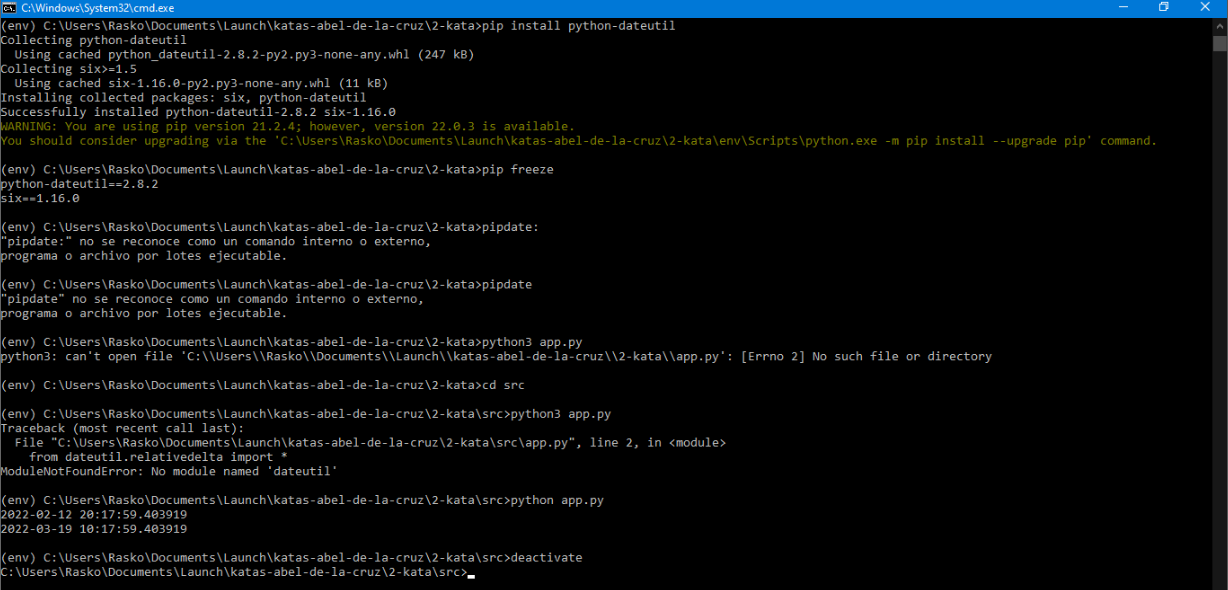 C:\Windows\System32\cmd.exe
(env) C:\Users\Rasko\Documents\Launch\katas-abel-de-la-cruz\2-kata>pip install python-dateutil
Collecting python-dateutil
  Using cached python_dateutil-2.8.2-py2.py3-none-any.whl (247 kB)
Collecting six>=1.5
  Using cached six-1.16.0-py2.py3-none-any.whl (11 kB)
Installing collected packages: six, python-dateutil
Successfully installed python-dateutil-2.8.2 six-1.16.0
WARNING: You are using pip version 21.2.4; however, version 22.0.3 is available.
You should consider upgrading via the 'C:\Users\Rasko\Documents\Launch\katas-abel-de-la-cruz\2-kata\env\Scripts\python.exe -m pip install --upgrade pip' command.
(env) C:\Users\Rasko\Documents\Launch\katas-abel-de-la-cruz\2-kata>pip freeze
python-dateutil==2.8.2
six==1.16.0
(env) C:\Users\Rasko\Documents\Launch\katas-abel-de-la-cruz\2-kata>pipdate:
"pipdate:" no se reconoce como un comando interno o externo,
programa o archivo por lotes ejecutable.
(env) C:\Users\Rasko\Documents\Launch\katas-abel-de-la-cruz\2-kata>pipdate
"pipdate" no se reconoce como un comando interno o externo,
programa o archivo por lotes ejecutable.
(env) C:\Users\Rasko\Documents\Launch\katas-abel-de-la-cruz\2-kata>python3 app.py
python3: can't open file 'C:\\Users\\Rasko\\Documents\\Launch\\katas-abel-de-la-cruz\\2-kata\\app.py': [Errno 2] No such file or directory
(env) C:\Users\Rasko\Documents\Launch\katas-abel-de-la-cruz\2-kata>cd src
(env) C:\Users\Rasko\Documents\Launch\katas-abel-de-la-cruz\2-kata\src>python3 app.py
Traceback (most recent call last):
  File "C:\Users\Rasko\Documents\Launch\katas-abel-de-la-cruz\2-kata\src\app.py", line 2, in <module>
    from dateutil.relativedelta import *
ModuleNotFoundError: No module named 'dateutil'
(env) C:\Users\Rasko\Documents\Launch\katas-abel-de-la-cruz\2-kata\src>python app.py
2022-02-12 20:17:59.403919
2022-03-19 10:17:59.403919
(env) C:\Users\Rasko\Documents\Launch\katas-abel-de-la-cruz\2-kata\src>deactivate
C:\Users\Rasko\Documents\Launch\katas-abel-de-la-cruz\2-kata\src>